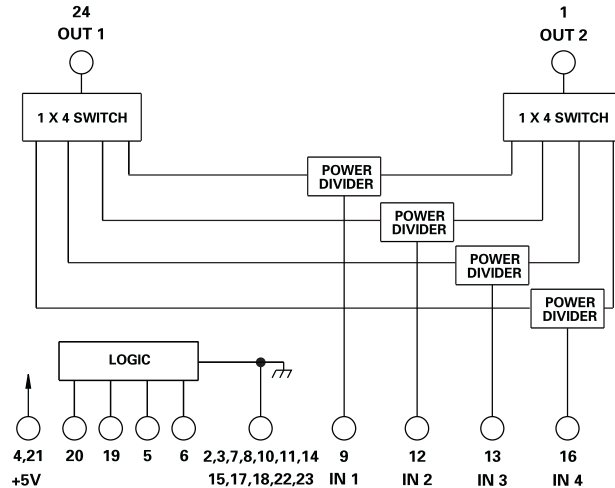 24
OUT 1
1
OUT 2
1 X 4 SWITCH
1 X 4 SWITCH
POWER
DIVIDER
POWER
DIVIDER
POWER
DIVIDER
POWER
DIVIDER
LOGIC
4,21
+5V
20
19
5
6
2,3,7,8,10,11,14
15,17,18,22,23
9
IN 1
12
IN 2
13
IN 3
16
IN 4